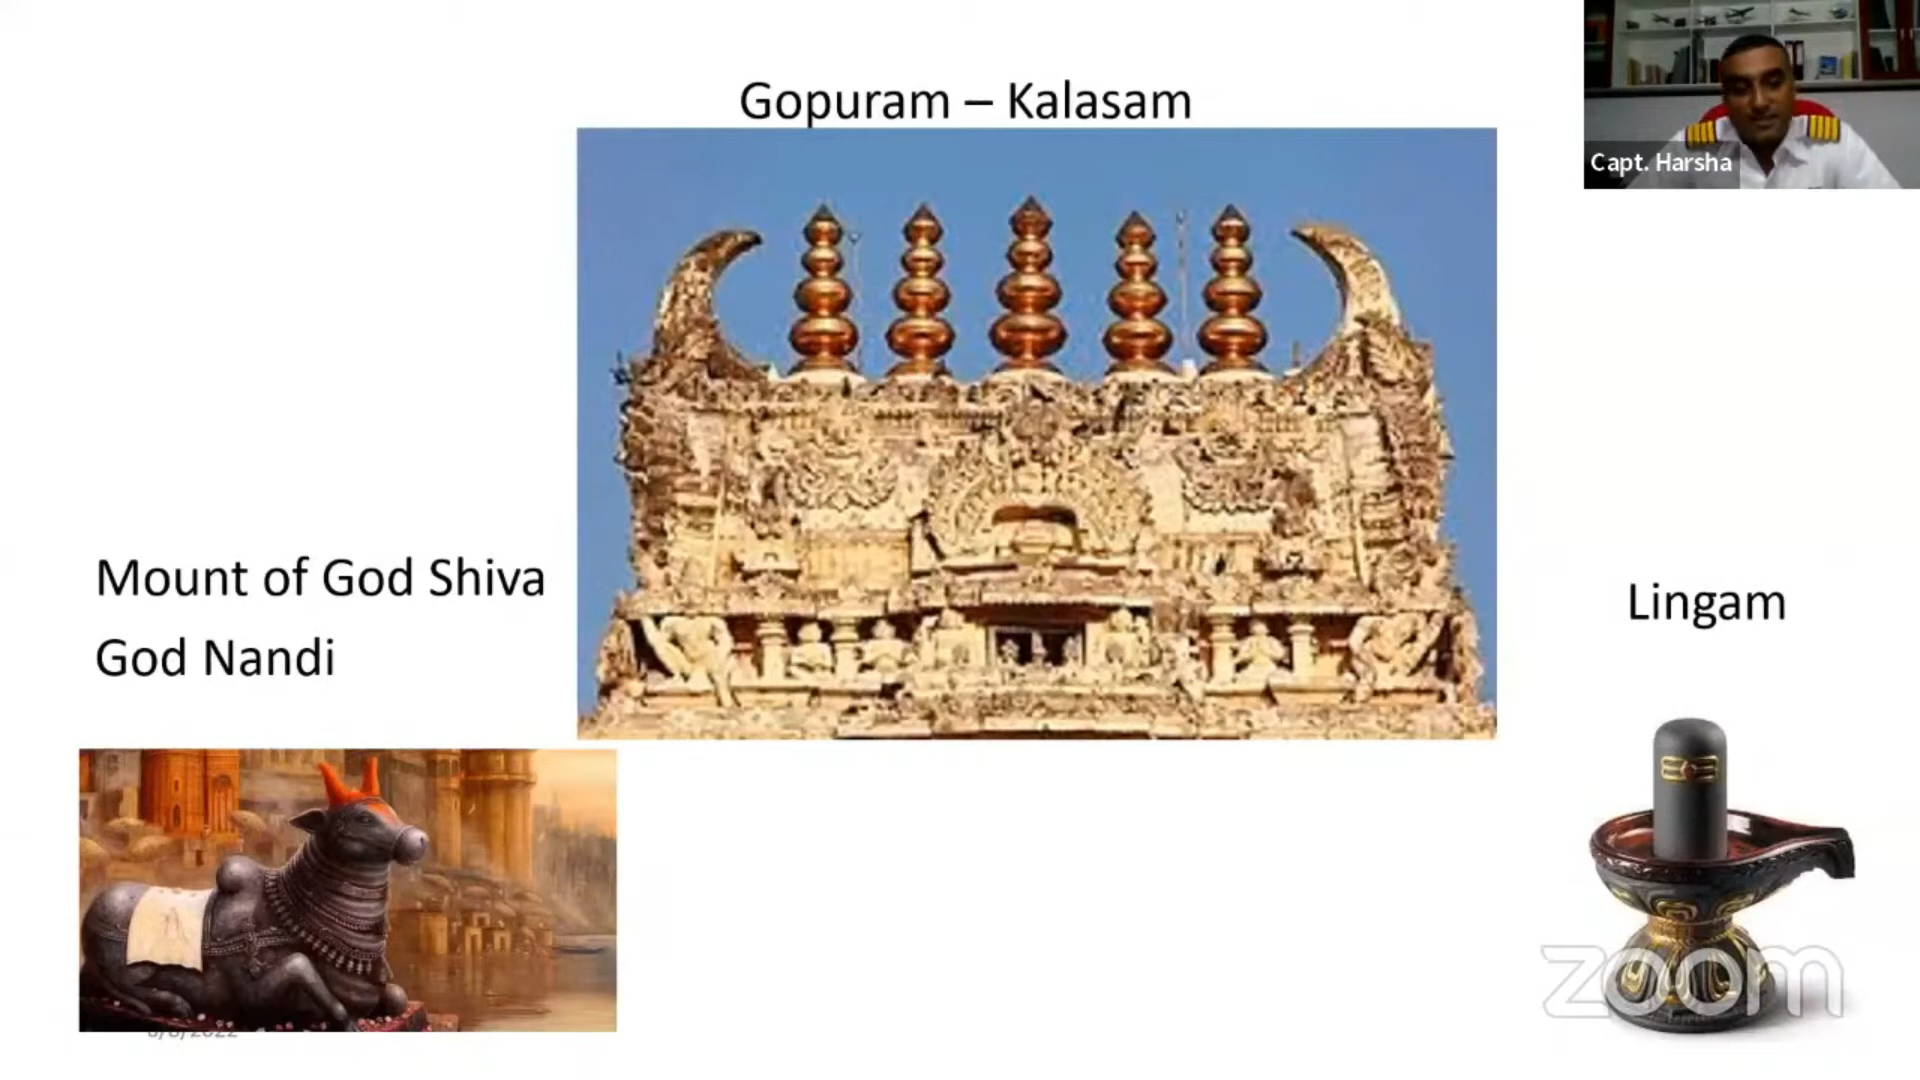 Gopuram – Kalasam
Capt. Harsha
Mount of God Shiva
God Nandi
Lingam
zoom